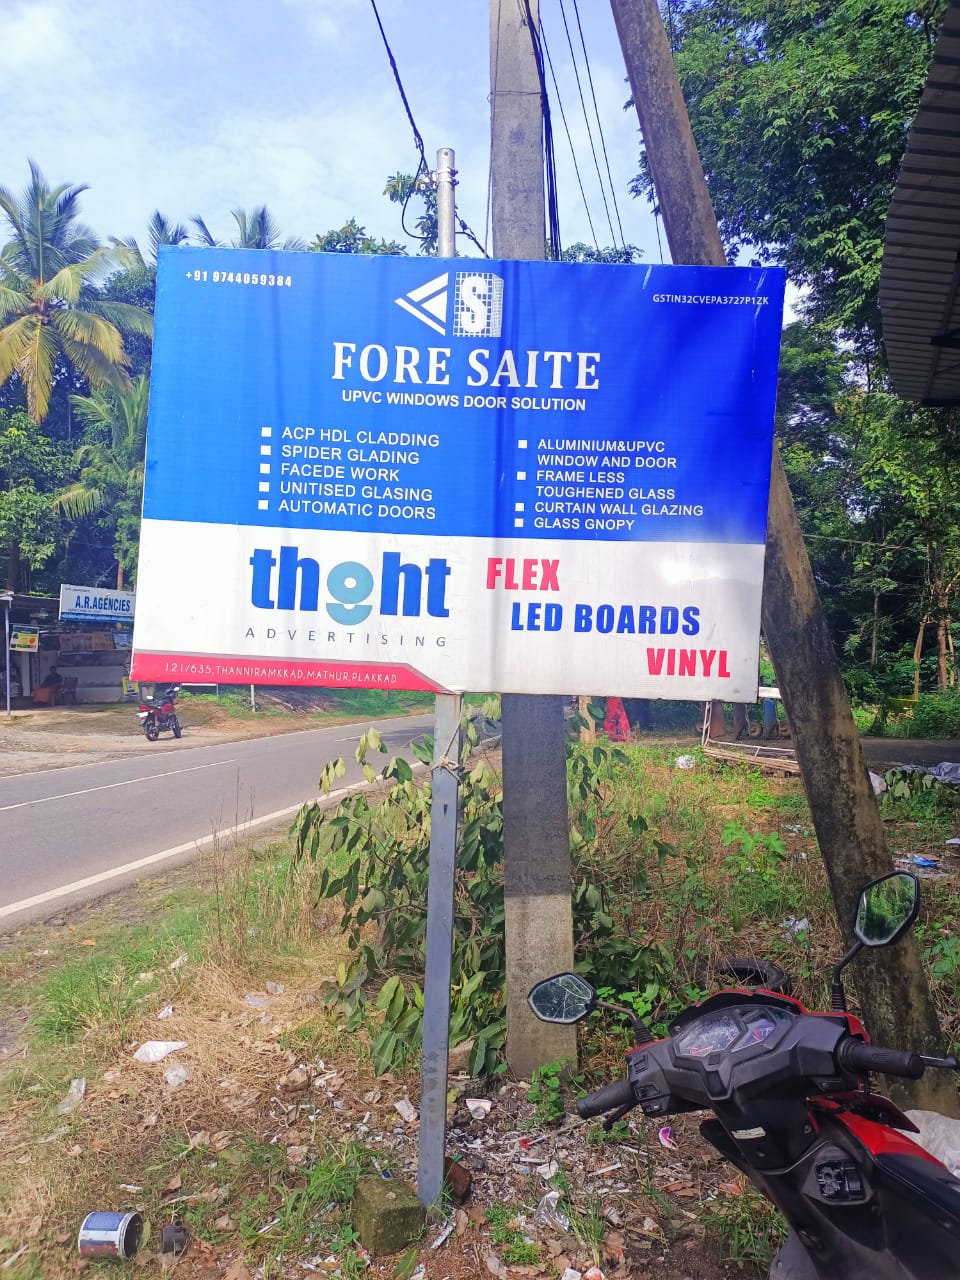 +91 9744059384
GSTIN32CVEPA3727P1ZK
S
FORE SAITE
UPVC WINDOWS DOOR SOLUTION
ACP HDL CLADDING
SPIDER GLADING
FACEDE WORK
UNITISED GLASING
AUTOMATIC DOORS
ALUMINIUM&UPVC
WINDOW AND DOOR
FRAME LESS
TOUGHENED GLASS
CURTAIN WALL GLAZING
GLASS GNOPY
thght
ADVERTISING
FLEX
LED BOARDS
VINYL
121/635,THANNIRAMKKAD,MATHUR,PLAKKAD
A.R.AGENCIES